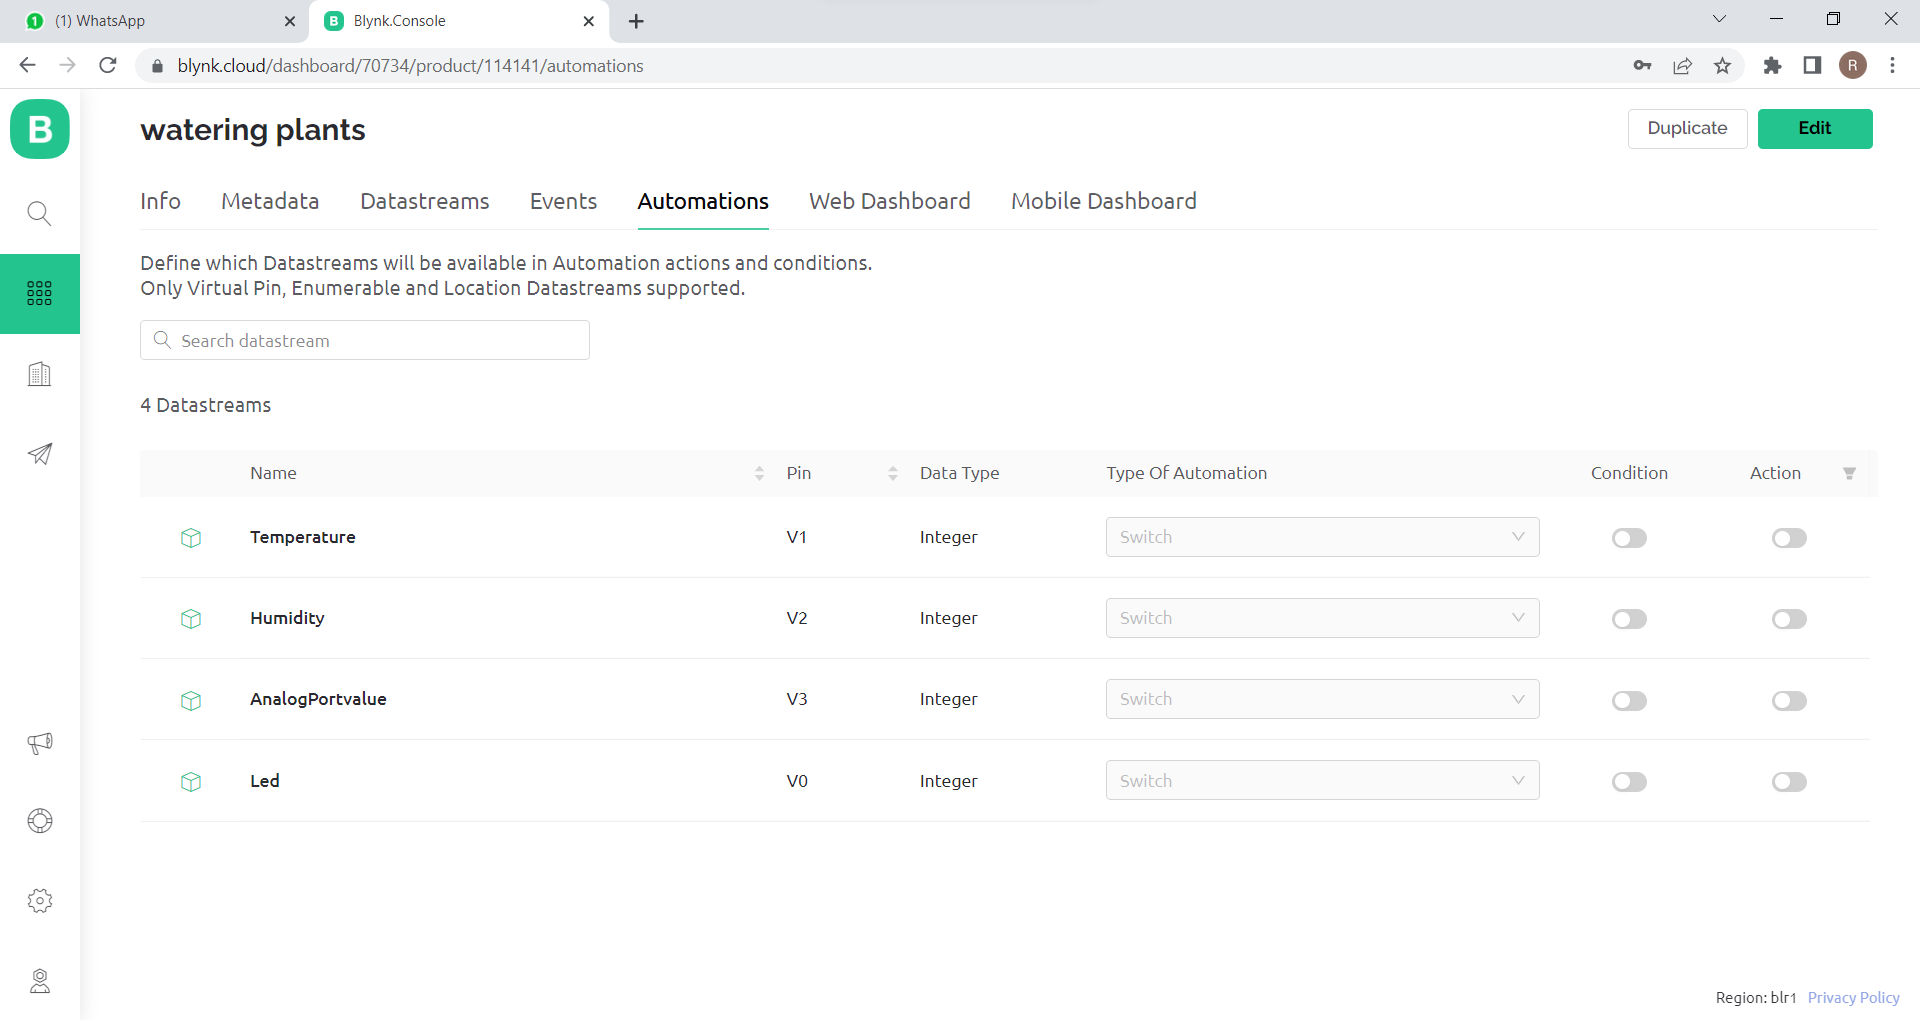 (1) WhatsApp
B Blynk.Console
blynk.cloud/dashboard/70734/product/114141/automations
R
B
watering plants
Duplicate
Edit
Info Metadata Datastreams Events Automations Web Dashboard Mobile Dashboard
Define which Datastreams will be available in Automation actions and conditions.
Only Virtual Pin, Enumerable and Location Datastreams supported.
Search datastream
4 Datastreams
Name Pin Data Type Type Of Automation Condition Action
Temperature V1 Integer Switch
Humidity V2 Integer Switch
AnalogPortvalue V3 Integer Switch
Led V0 Integer Switch
Region: blr1 Privacy Policy